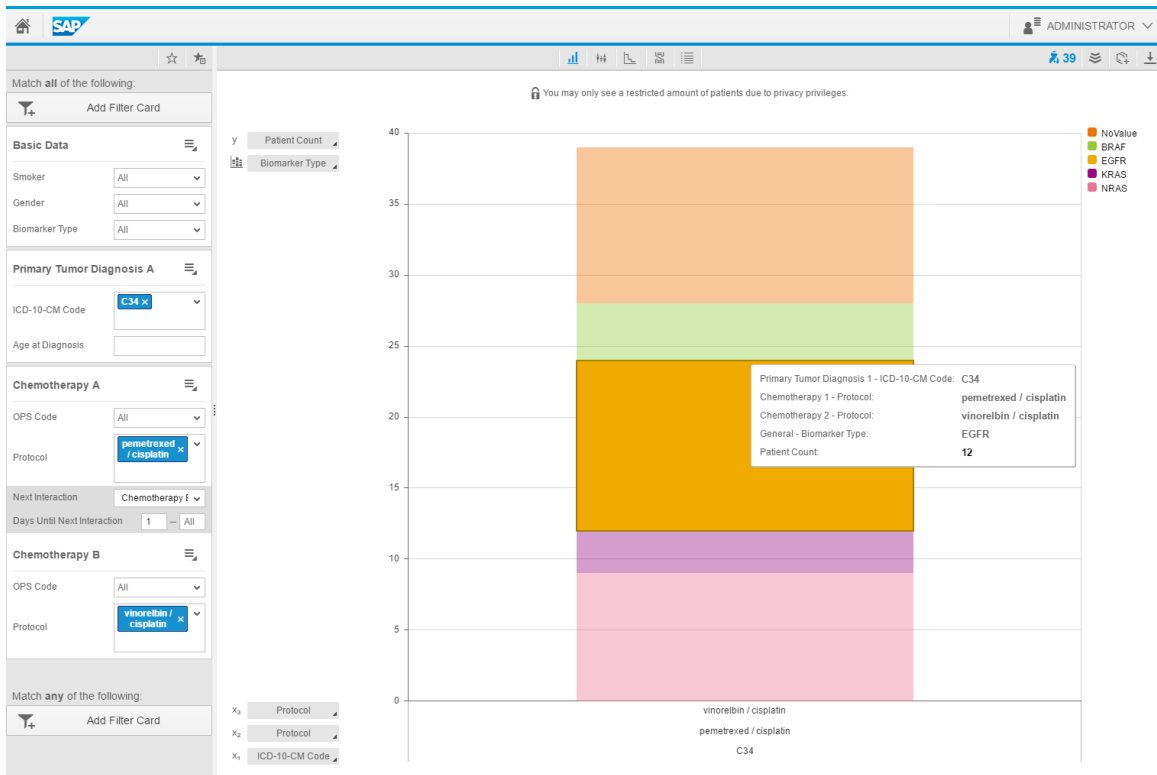 SAP
ADMINISTRATOR
39
Match all of the following:
Add Filter Card
Basic Data
Smoker All
Gender All
Biomarker Type All
Primary Tumor Diagnosis A
ICD-10-CM Code C34 ×
Age at Diagnosis
Chemotherapy A
OPS Code All
Protocol pemetrexed / cisplatin ×
Next Interaction Chemotherapy E
Days Until Next Interaction 1 – All
Chemotherapy B
OPS Code All
Protocol vinorelbin / cisplatin ×
Match any of the following:
Add Filter Card
You may only see a restricted amount of patients due to privacy privileges.
y Patient Count
Biomarker Type
40
35
30
25
20
15
10
5
0
NoValue
BRAF
EGFR
KRAS
NRAS
Primary Tumor Diagnosis 1 - ICD-10-CM Code: C34
Chemotherapy 1 - Protocol: pemetrexed / cisplatin
Chemotherapy 2 - Protocol: vinorelbin / cisplatin
General - Biomarker Type: EGFR
Patient Count: 12
x₃ Protocol
x₂ Protocol
x₁ ICD-10-CM Code
vinorelbin / cisplatin
pemetrexed / cisplatin
C34